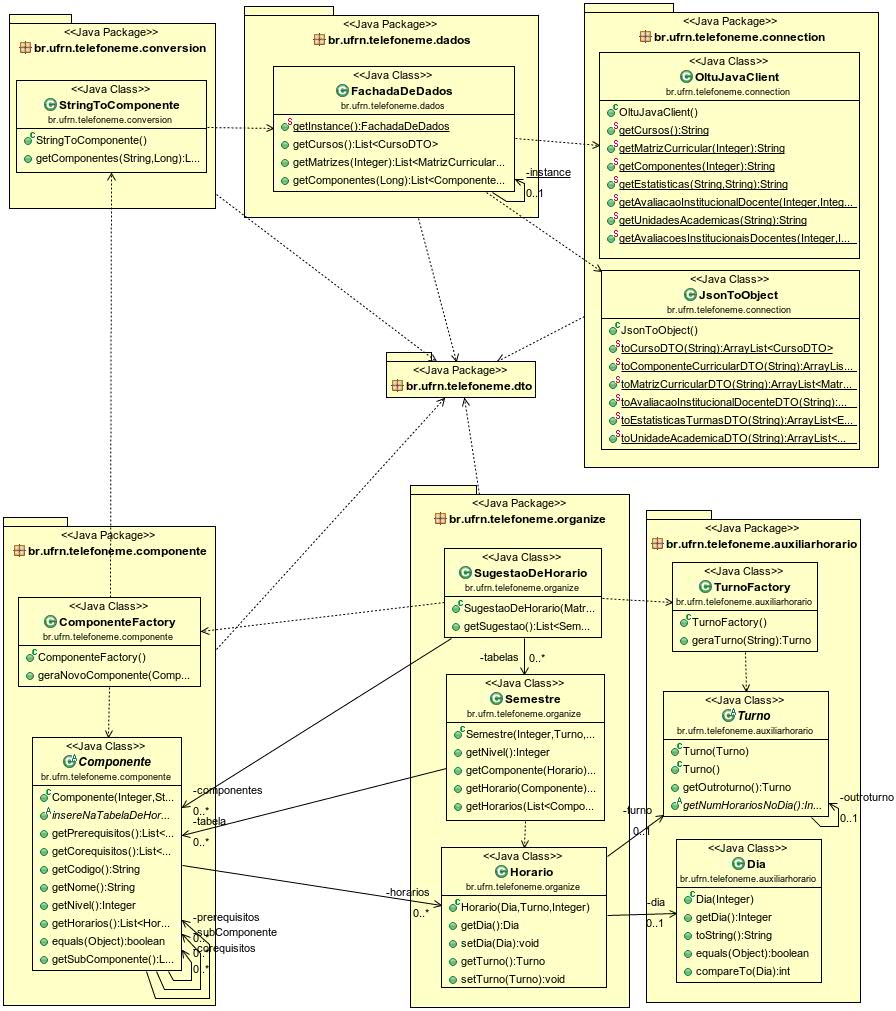 <<Java Package>>
br.ufrn.telefoneme.conversion
<<Java Class>>
StringToComponente
br.ufrn.telefoneme.conversion
StringToComponente()
getComponentes(String,Long):L...
<<Java Package>>
br.ufrn.telefoneme.dados
<<Java Class>>
FachadaDeDados
br.ufrn.telefoneme.dados
getInstance():FachadaDeDados
getCursos():List<CursoDTO>
getMatrizes(Integer):List<MatrizCurricular...
getComponentes(Long):List<Componente...
-instance
0..1
<<Java Package>>
br.ufrn.telefoneme.connection
<<Java Class>>
OltuJavaClient
br.ufrn.telefoneme.connection
OltuJavaClient()
getCursos():String
getMatrizCurricular(Integer):String
getComponentes(Integer):String
getEstatisticas(String,String):String
getAvaliacaoInstitucionalDocente(Integer,Integ...
getUnidadesAcademicas(String):String
getAvaliacoesInstitucionaisDocentes(Integer,I...
<<Java Class>>
JsonToObject
br.ufrn.telefoneme.connection
JsonToObject()
toCursoDTO(String):ArrayList<CursoDTO>
toComponenteCurricularDTO(String):ArrayLis...
toMatrizCurricularDTO(String):ArrayList<Matr...
toAvaliacaoInstitucionalDocenteDTO(String):...
toEstatisticasTurmasDTO(String):ArrayList<E...
toUnidadeAcademicaDTO(String):ArrayList<...
<<Java Package>>
br.ufrn.telefoneme.dto
<<Java Package>>
br.ufrn.telefoneme.componente
<<Java Class>>
ComponenteFactory
br.ufrn.telefoneme.componente
ComponenteFactory()
geraNovoComponente(Comp...
<<Java Class>>
Componente
br.ufrn.telefoneme.componente
Componente(Integer,St...
insereNaTabelaDeHor...
getPrerequisitos():List<...
getCorequisitos():List<...
getCodigo():String
getNome():String
getNivel():Integer
getHorarios():List<Hor...
equals(Object):boolean
getSubComponente():L...
-componentes
0..*
-tabela
0..*
-prerequisitos
-subComponente
0..*
-corequisitos
0..*
<<Java Package>>
br.ufrn.telefoneme.organize
<<Java Class>>
SugestaoDeHorario
br.ufrn.telefoneme.organize
SugestaoDeHorario(Matr...
getSugestao():List<Sem...
-tabelas
0..*
<<Java Class>>
Semestre
br.ufrn.telefoneme.organize
Semestre(Integer,Turno,...
getNivel():Integer
getComponente(Horario)...
getHorario(Componente)...
getHorarios(List<Compo...
<<Java Class>>
Horario
br.ufrn.telefoneme.organize
Horario(Dia,Turno,Integer)
getDia():Dia
setDia(Dia):void
getTurno():Turno
setTurno(Turno):void
-horarios
0..*
-turno
0..1
-dia
0..1
<<Java Package>>
br.ufrn.telefoneme.auxiliarhorario
<<Java Class>>
TurnoFactory
br.ufrn.telefoneme.auxiliarhorario
TurnoFactory()
geraTurno(String):Turno
<<Java Class>>
Turno
br.ufrn.telefoneme.auxiliarhorario
Turno(Turno)
Turno()
getOutroturno():Turno
getNumHorariosNoDia():In...
-outroturno
0..1
<<Java Class>>
Dia
br.ufrn.telefoneme.auxiliarhorario
Dia(Integer)
getDia():Integer
toString():String
equals(Object):boolean
compareTo(Dia):int